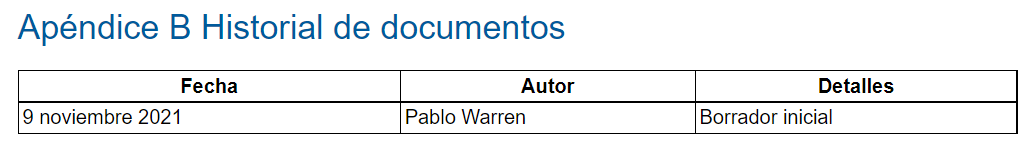 Apéndice B Historial de documentos
Fecha Autor Detalles
9 noviembre 2021 Pablo Warren Borrador inicial